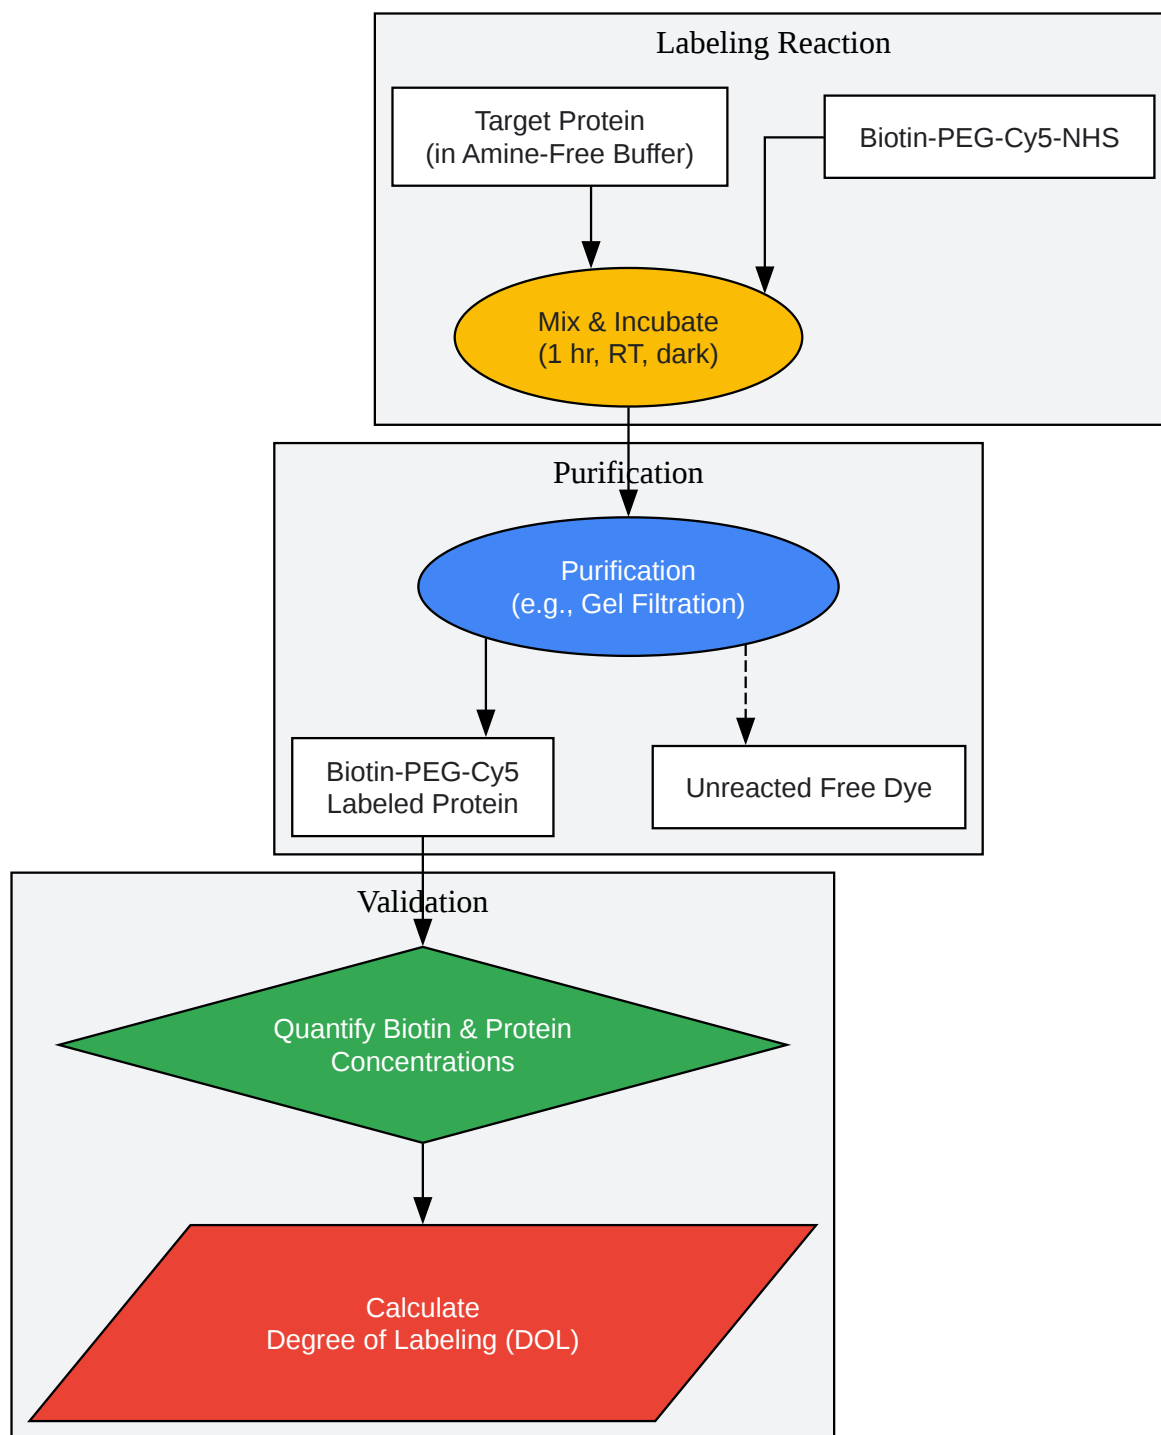 Labeling Reaction
Target Protein
(in Amine-Free Buffer)
Biotin-PEG-Cy5-NHS
Mix & Incubate
(1 hr, RT, dark)
Purification
Purification
(e.g., Gel Filtration)
Biotin-PEG-Cy5
Labeled Protein
Unreacted Free Dye
Validation
Quantify Biotin & Protein
Concentrations
Calculate
Degree of Labeling (DOL)